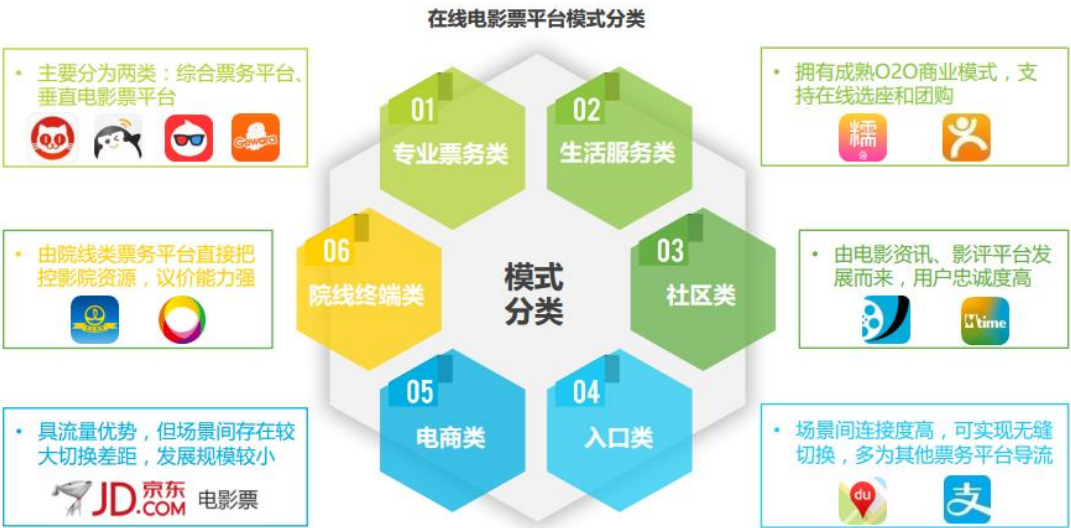 在线电影票平台模式分类
• 主要分为两类：综合票务平台、
垂直电影票平台
Gewara
01
专业票务类
02
生活服务类
• 拥有成熟O2O商业模式，支
持在线选座和团购
糯
• 由院线类票务平台直接把
控影院资源，议价能力强
06
院线终端类
模式
分类
03
社区类
• 由电影资讯、影评平台发
展而来，用户忠诚度高
Mtime
• 具流量优势，但场景间存在较
大切换差距，发展规模较小
JD.COM 京东 电影票
05
电商类
04
入口类
• 场景间连接度高，可实现无缝
切换，多为其他票务平台导流
du
支